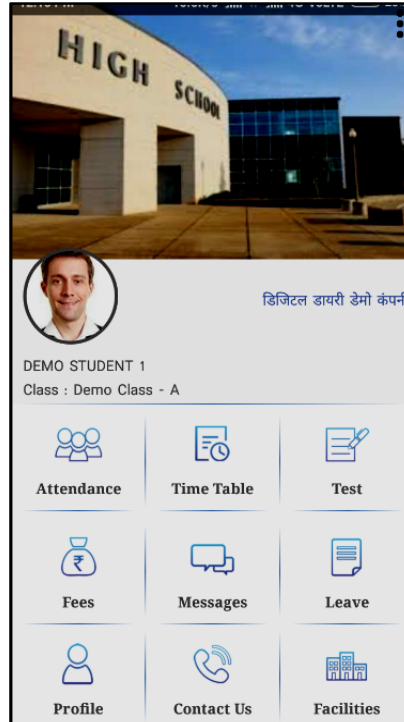 HIGH SCHOOL
डिजिटल डायरी डेमो कंपनी
DEMO STUDENT 1
Class : Demo Class - A
Attendance Time Table Test
₹
Fees Messages Leave
Profile Contact Us Facilities